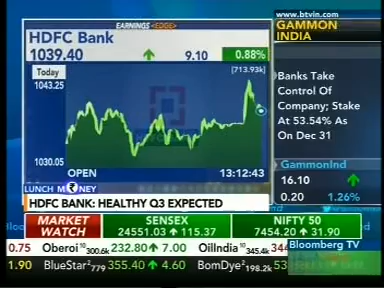 www.btvin.com
EARNINGS «EDGE»
HDFC Bank
1039.40 9.10 0.88%
Today
[713.93k]
1043.25
1030.05
OPEN 13:12:43
GAMMON
INDIA
Banks Take
Control Of
Company; Stake
At 53.54% As
On Dec 31
GammonInd
16.10
0.20 1.26%
LUNCH MONEY
HDFC BANK: HEALTHY Q3 EXPECTED
MARKET
WATCH
SENSEX
24551.03 115.37
NIFTY 50
7454.20 31.90
0.75 Oberoi 300.6k 232.80 7.00 OilIndia 345.4k
Bloomberg TV
1.90 BlueStar 779 355.40 4.60 BomDye 198.2k